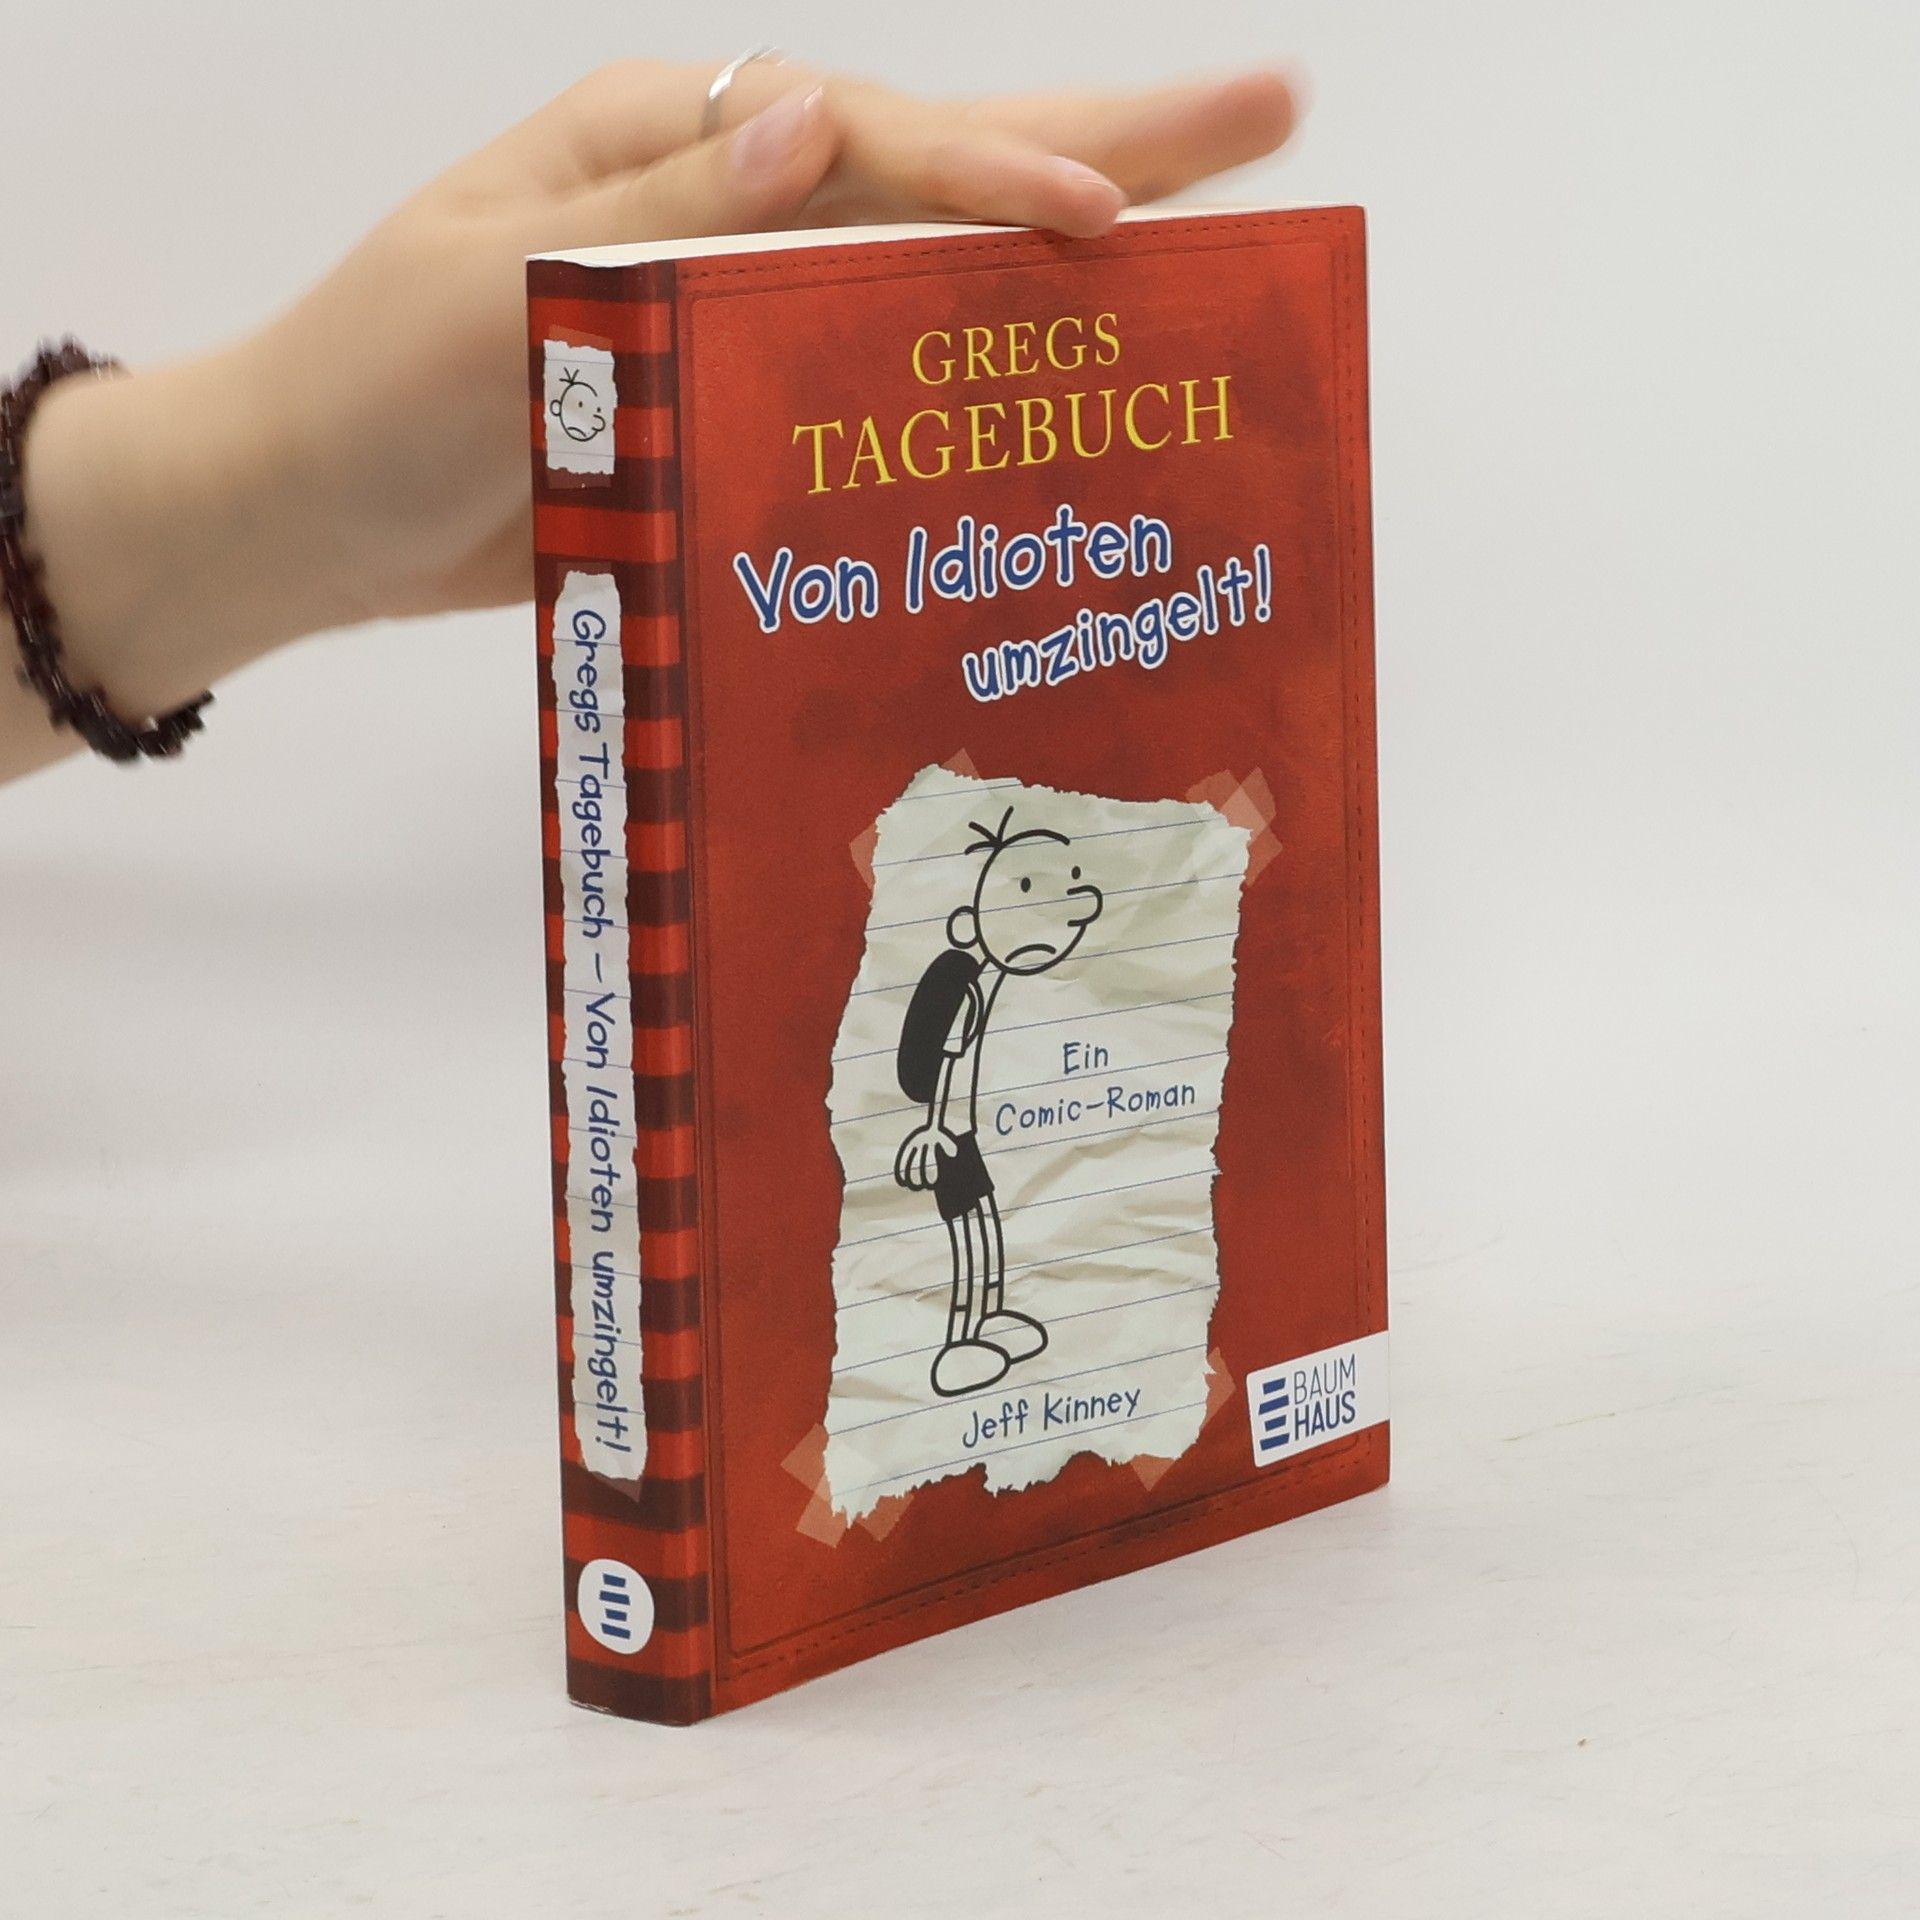 GREGS
TAGEBUCH
Von Idioten
umzingelt!
Ein
Comic-Roman
Jeff Kinney
BAUM
HAUS
Gregs Tagebuch – Von Idioten umzingelt!